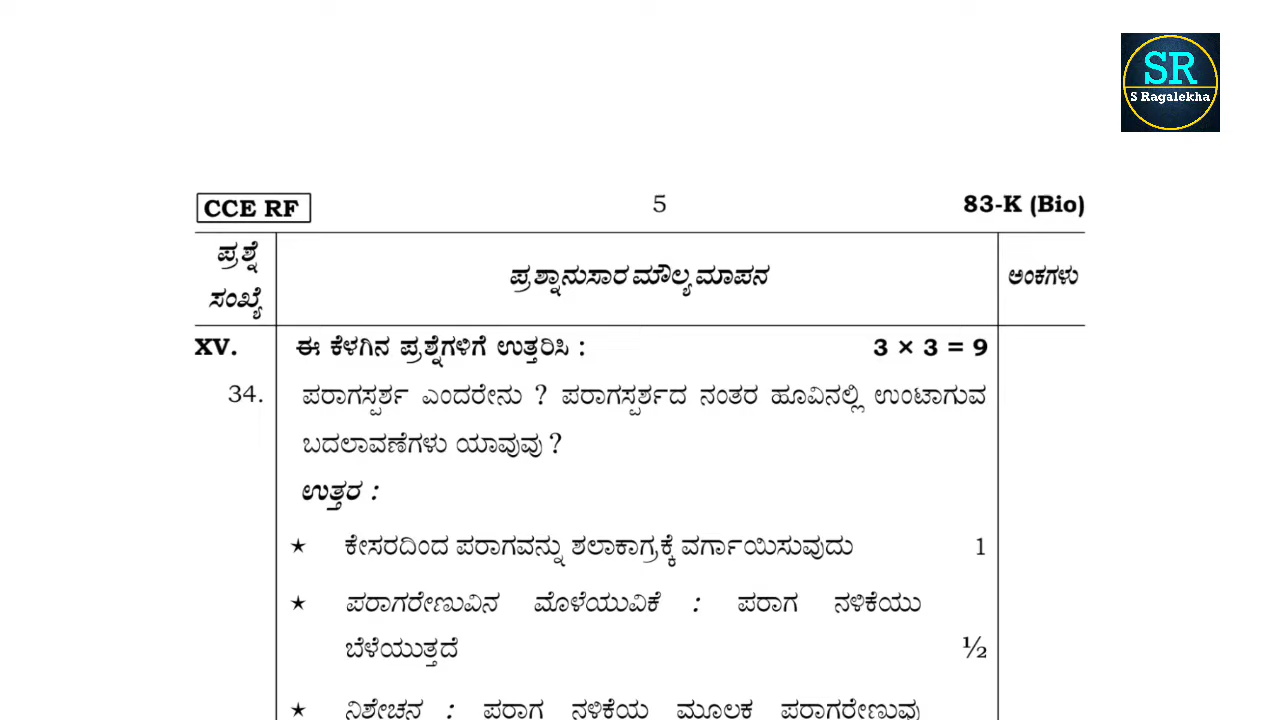 SR
S Ragalekha
CCE RF 5 83-K (Bio)
ಪ್ರಶ್ನೆ
ಸಂಖ್ಯೆ ಪ್ರಶ್ನಾನುಸಾರ ಮೌಲ್ಯಮಾಪನ ಅಂಕಗಳು
XV. ಈ ಕೆಳಗಿನ ಪ್ರಶ್ನೆಗಳಿಗೆ ಉತ್ತರಿಸಿ : 3 × 3 = 9
34. ಪರಾಗಸ್ಪರ್ಶ ಎಂದರೇನು ? ಪರಾಗಸ್ಪರ್ಶದ ನಂತರ ಹೂವಿನಲ್ಲಿ ಉಂಟಾಗುವ
ಬದಲಾವಣೆಗಳು ಯಾವುವು ?
ಉತ್ತರ :
★ ಕೇಸರದಿಂದ ಪರಾಗವನ್ನು ಶಲಾಕಾಗ್ರಕ್ಕೆ ವರ್ಗಾಯಿಸುವುದು 1
★ ಪರಾಗರೇಣುವಿನ ಮೊಳೆಯುವಿಕೆ : ಪರಾಗ ನಳಿಕೆಯು
ಬೆಳೆಯುತ್ತದೆ ½
★ ನಿಶೇಚನ : ಪರಾಗ ನಳಿಕೆಯ ಮೂಲಕ ಪರಾಗರೇಣುವು